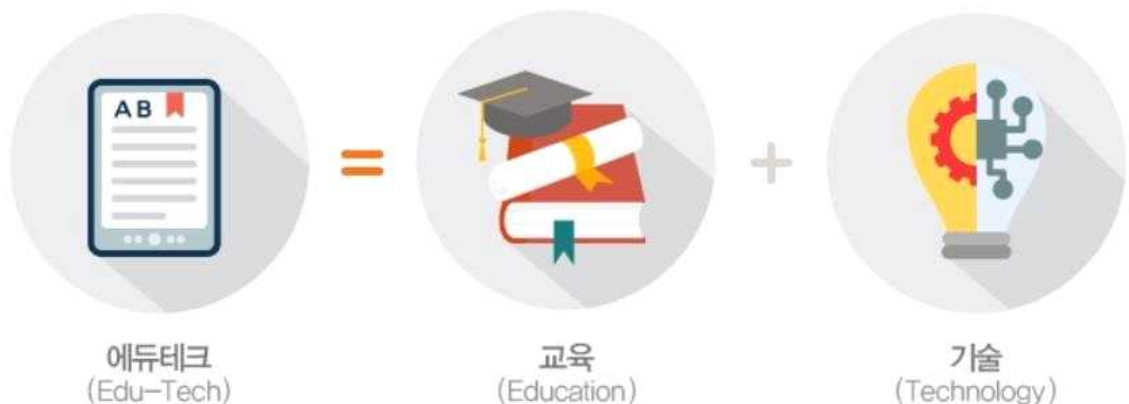 AB
=
+
에듀테크
(Edu-Tech)
교육
(Education)
기술
(Technology)